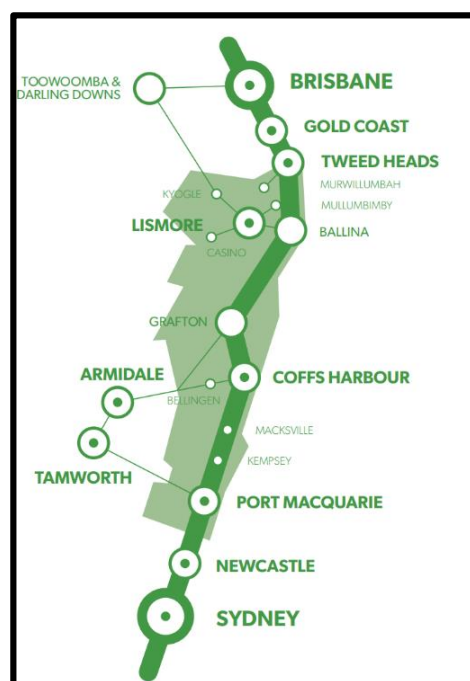 BRISBANE
TOOWOOMBA &
DARLING DOWNS
GOLD COAST
TWEED HEADS
MURWILLUMBAH
KYOGLE
MULLUMBIMBY
LISMORE
BALLINA
CASINO
GRAFTON
ARMIDALE
COFFS HARBOUR
BELLINGEN
MACKSVILLE
KEMPSEY
TAMWORTH
PORT MACQUARIE
NEWCASTLE
SYDNEY